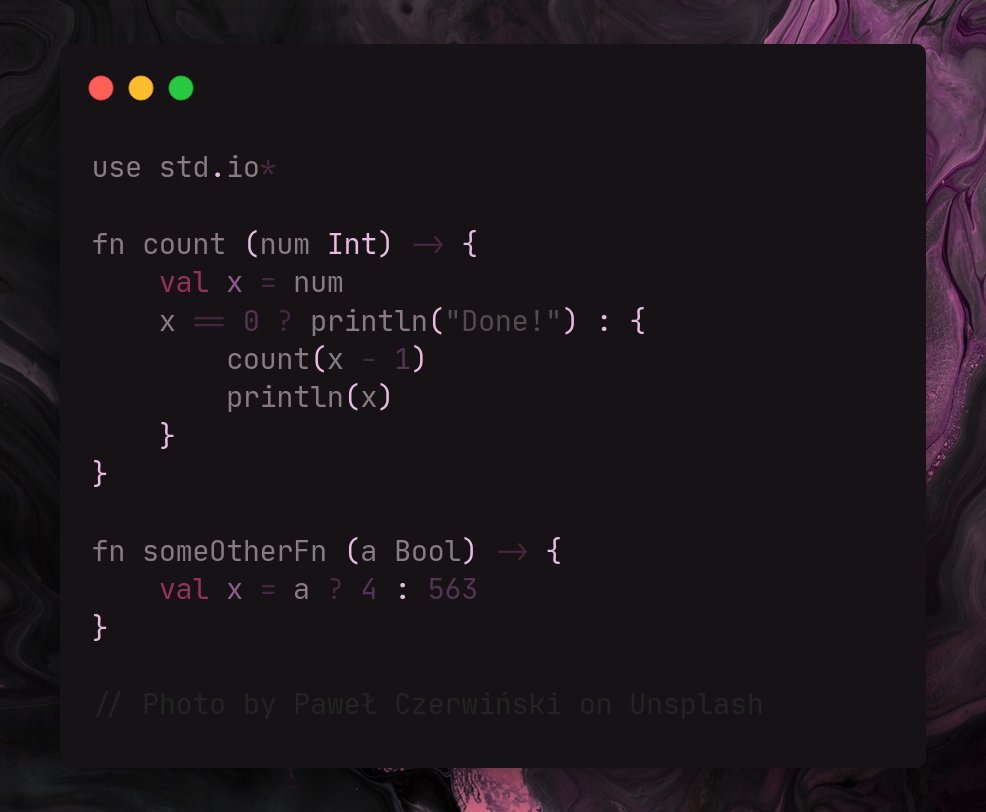 use std.io*
fn count (num Int) -> {
    val x = num
    x == 0 ? println("Done!") : {
        count(x - 1)
        println(x)
    }
}
fn someOtherFn (a Bool) -> {
    val x = a ? 4 : 563
}
// Photo by Paweł Czerwiński on Unsplash